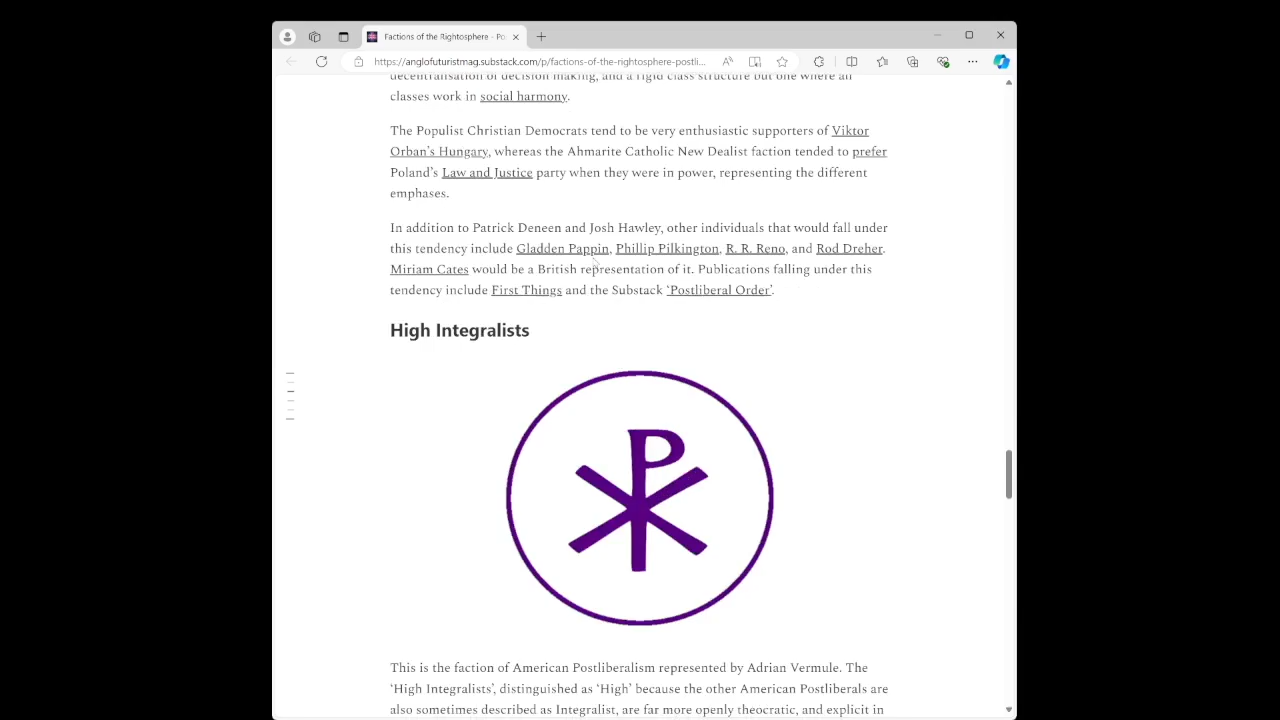 Factions of the Rightosphere - Po
https://anglofuturistmag.substack.com/p/factions-of-the-rightosphere-postli...
decentralisation of decision making, and a rigid class structure but one where all
classes work in social harmony.
The Populist Christian Democrats tend to be very enthusiastic supporters of Viktor
Orban's Hungary, whereas the Ahmarite Catholic New Dealist faction tended to prefer
Poland's Law and Justice party when they were in power, representing the different
emphases.
In addition to Patrick Deneen and Josh Hawley, other individuals that would fall under
this tendency include Gladden Pappin, Phillip Pilkington, R. R. Reno, and Rod Dreher.
Miriam Cates would be a British representation of it. Publications falling under this
tendency include First Things and the Substack ‘Postliberal Order’.
High Integralists
This is the faction of American Postliberalism represented by Adrian Vermule. The
‘High Integralists’, distinguished as ‘High’ because the other American Postliberals are
also sometimes described as Integralist, are far more openly theocratic, and explicit in